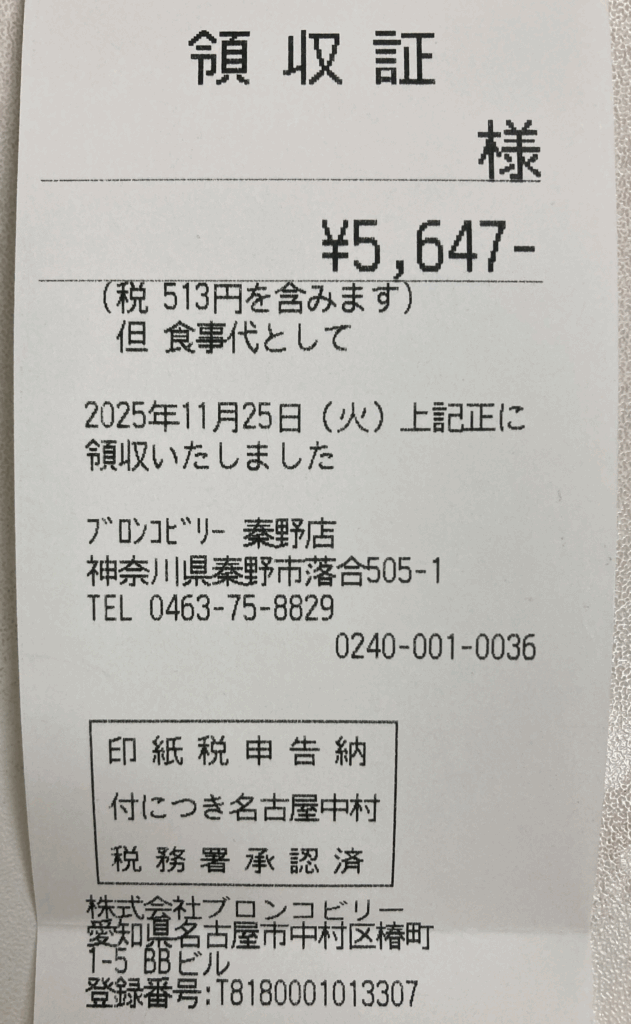 領収証
様
¥5,647-
(税 513円を含みます)
但 食事代として
2025年11月25日(火)上記正に
領収いたしました
ﾌﾞﾛﾝｺﾋﾞﾘｰ 秦野店
神奈川県秦野市落合505-1
TEL 0463-75-8829
0240-001-0036
印紙税申告納
付につき名古屋中村
税務署承認済
株式会社ブロンコビリー
愛知県名古屋市中村区椿町
1-5 BBビル
登録番号:T8180001013307